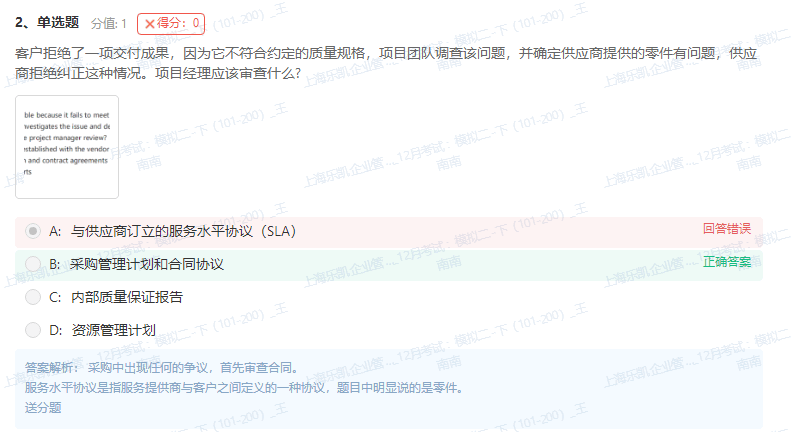 2、单选题 分值: 1 ✕得分：0
客户拒绝了一项交付成果，因为它不符合约定的质量规格，项目团队调查该问题，并确定供应商提供的零件有问题，供应
商拒绝纠正这种情况。项目经理应该审查什么?
ble because it fails to meet
nvestigates the issue and de
e project manager review?
nstablished with the vendor
n and contract agreements
rts
A: 与供应商订立的服务水平协议（SLA） 回答错误
B: 采购管理计划和合同协议 正确答案
C: 内部质量保证报告
D: 资源管理计划
答案解析： 采购中出现任何的争议，首先审查合同。
服务水平协议是指服务提供商与客户之间定义的一种协议，题目中明显说的是零件。
送分题
上海乐凯企业管... _12月考试：模拟二-下（101-200）_王
南南